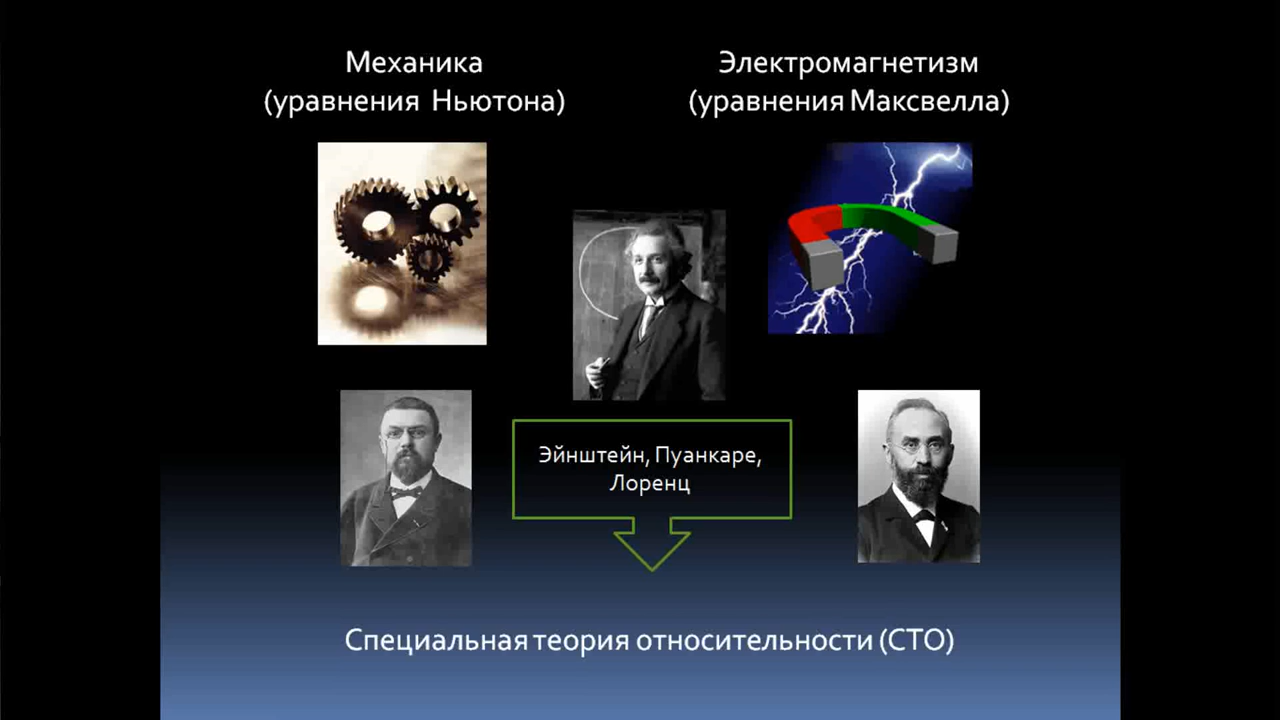 Механика
(уравнения Ньютона)
Электромагнетизм
(уравнения Максвелла)
Эйнштейн, Пуанкаре,
Лоренц
Специальная теория относительности (СТО)